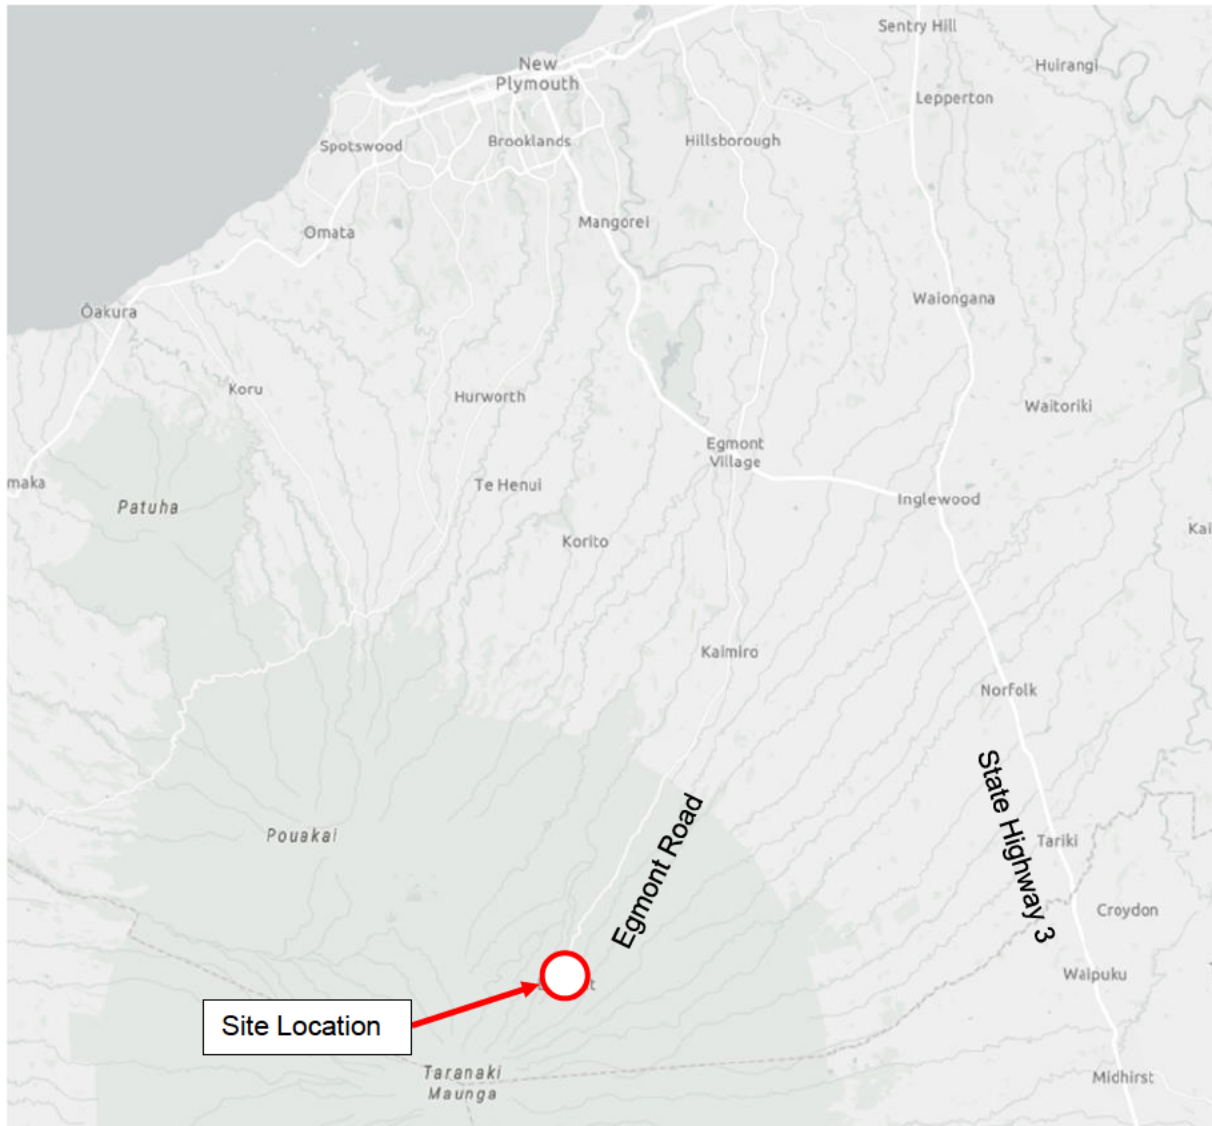 Sentry Hill
New
Plymouth
Huirangi
Lepperton
Spotswood
Brooklands
Hillsborough
Omata
Mangorei
Waiongana
Ōakura
Koru
Hurworth
Waitoriki
Egmont
Village
maka
Patuha
Te Henui
Inglewood
Korito
Kai
Kaimiro
Norfolk
State Highway 3
Egmont Road
Pouakai
Tariki
Croydon
Waipuku
Site Location
Taranaki
Maunga
Midhirst